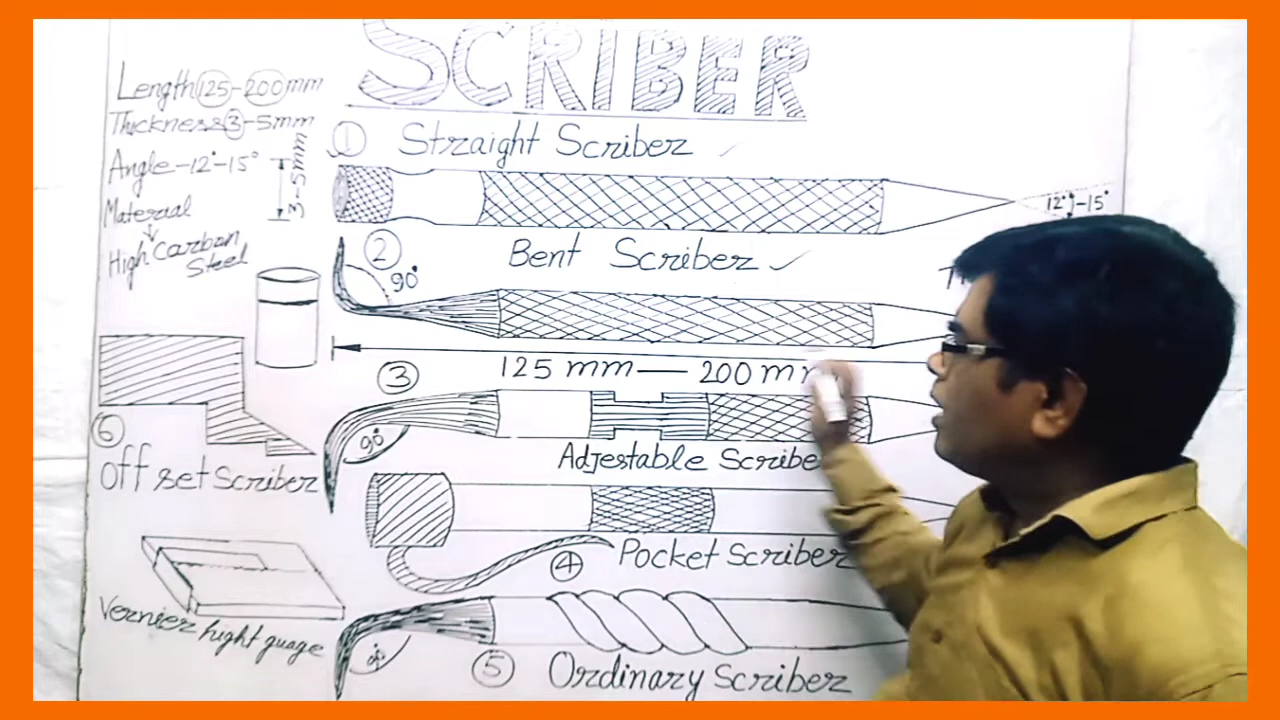 SCRIBER
Length 125-200mm
Thickness 3-5mm
Angle-12°-15°
Material
High Carbon
Steel
3-5mm
1 Straight Scriber
12°-15°
2 Bent Scriber
90°
125 mm — 200 mm
3
90°
Adjestable Scriber
6
Off set Scriber
4 Pocket Scriber
Vernier hight guage
5 Ordinary Scriber